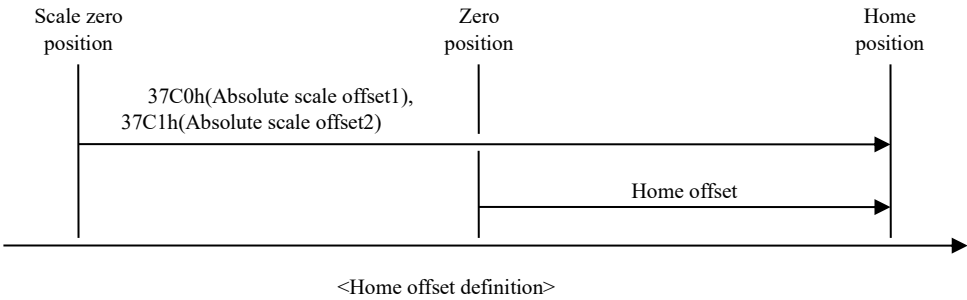 Scale zero
position
Zero
position
Home
position
37C0h(Absolute scale offset1),
37C1h(Absolute scale offset2)
Home offset
<Home offset definition>